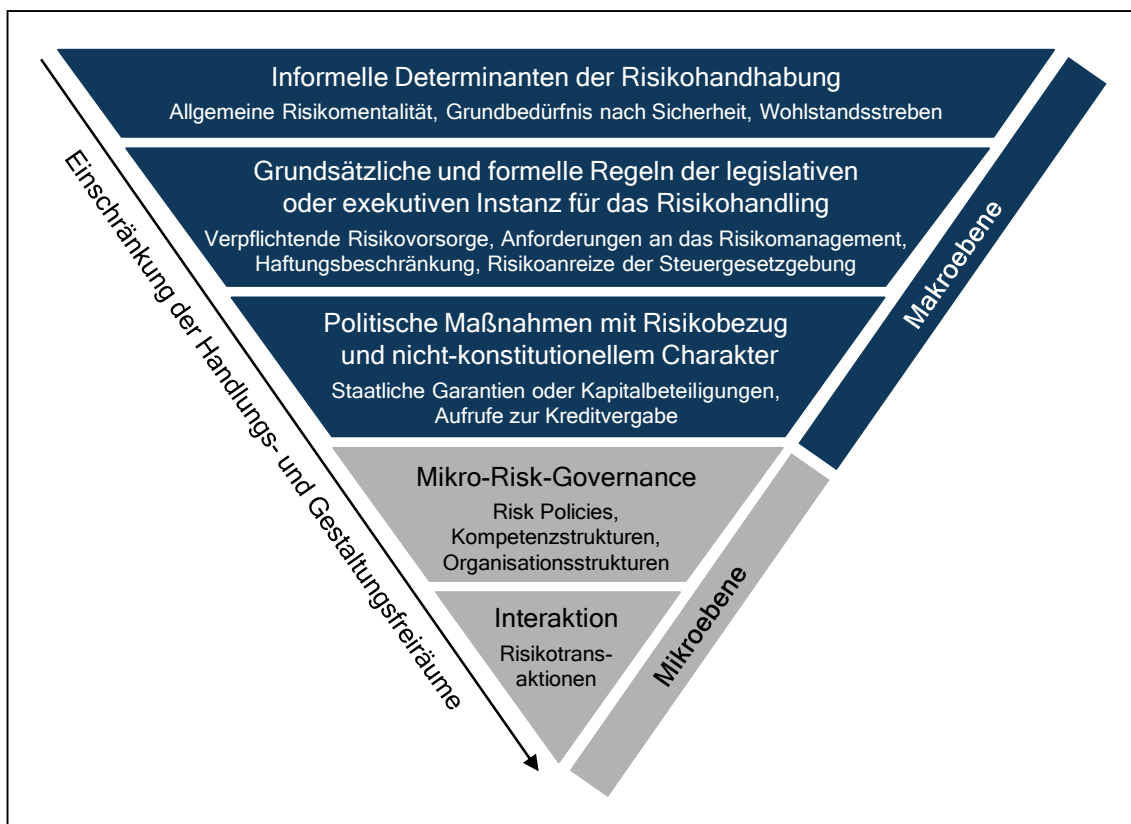 Informelle Determinanten der Risikohandhabung
Allgemeine Risikomentalität, Grundbedürfnis nach Sicherheit, Wohlstandsstreben
Grundsätzliche und formelle Regeln der legislativen
oder exekutiven Instanz für das Risikohandling
Verpflichtende Risikovorsorge, Anforderungen an das Risikomanagement,
Haftungsbeschränkung, Risikoanreize der Steuergesetzgebung
Politische Maßnahmen mit Risikobezug
und nicht-konstitutionellem Charakter
Staatliche Garantien oder Kapitalbeteiligungen,
Aufrufe zur Kreditvergabe
Mikro-Risk-Governance
Risk Policies,
Kompetenzstrukturen,
Organisationsstrukturen
Interaktion
Risikotrans-
aktionen
Einschränkung der Handlungs- und Gestaltungsfreiräume
Makroebene
Mikroebene